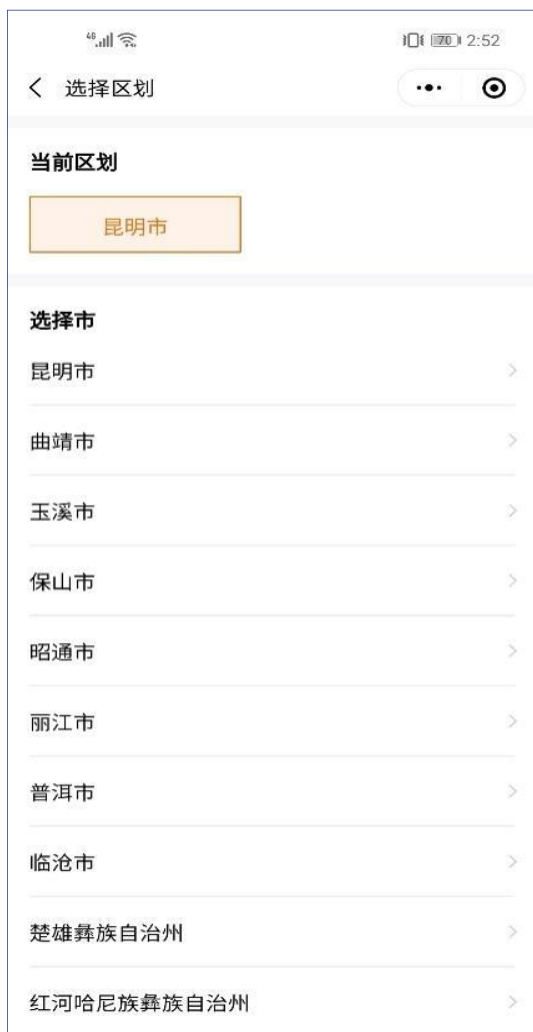 46 70 2:52
选择区划
当前区划
昆明市
选择市
昆明市
曲靖市
玉溪市
保山市
昭通市
丽江市
普洱市
临沧市
楚雄彝族自治州
红河哈尼族彝族自治州